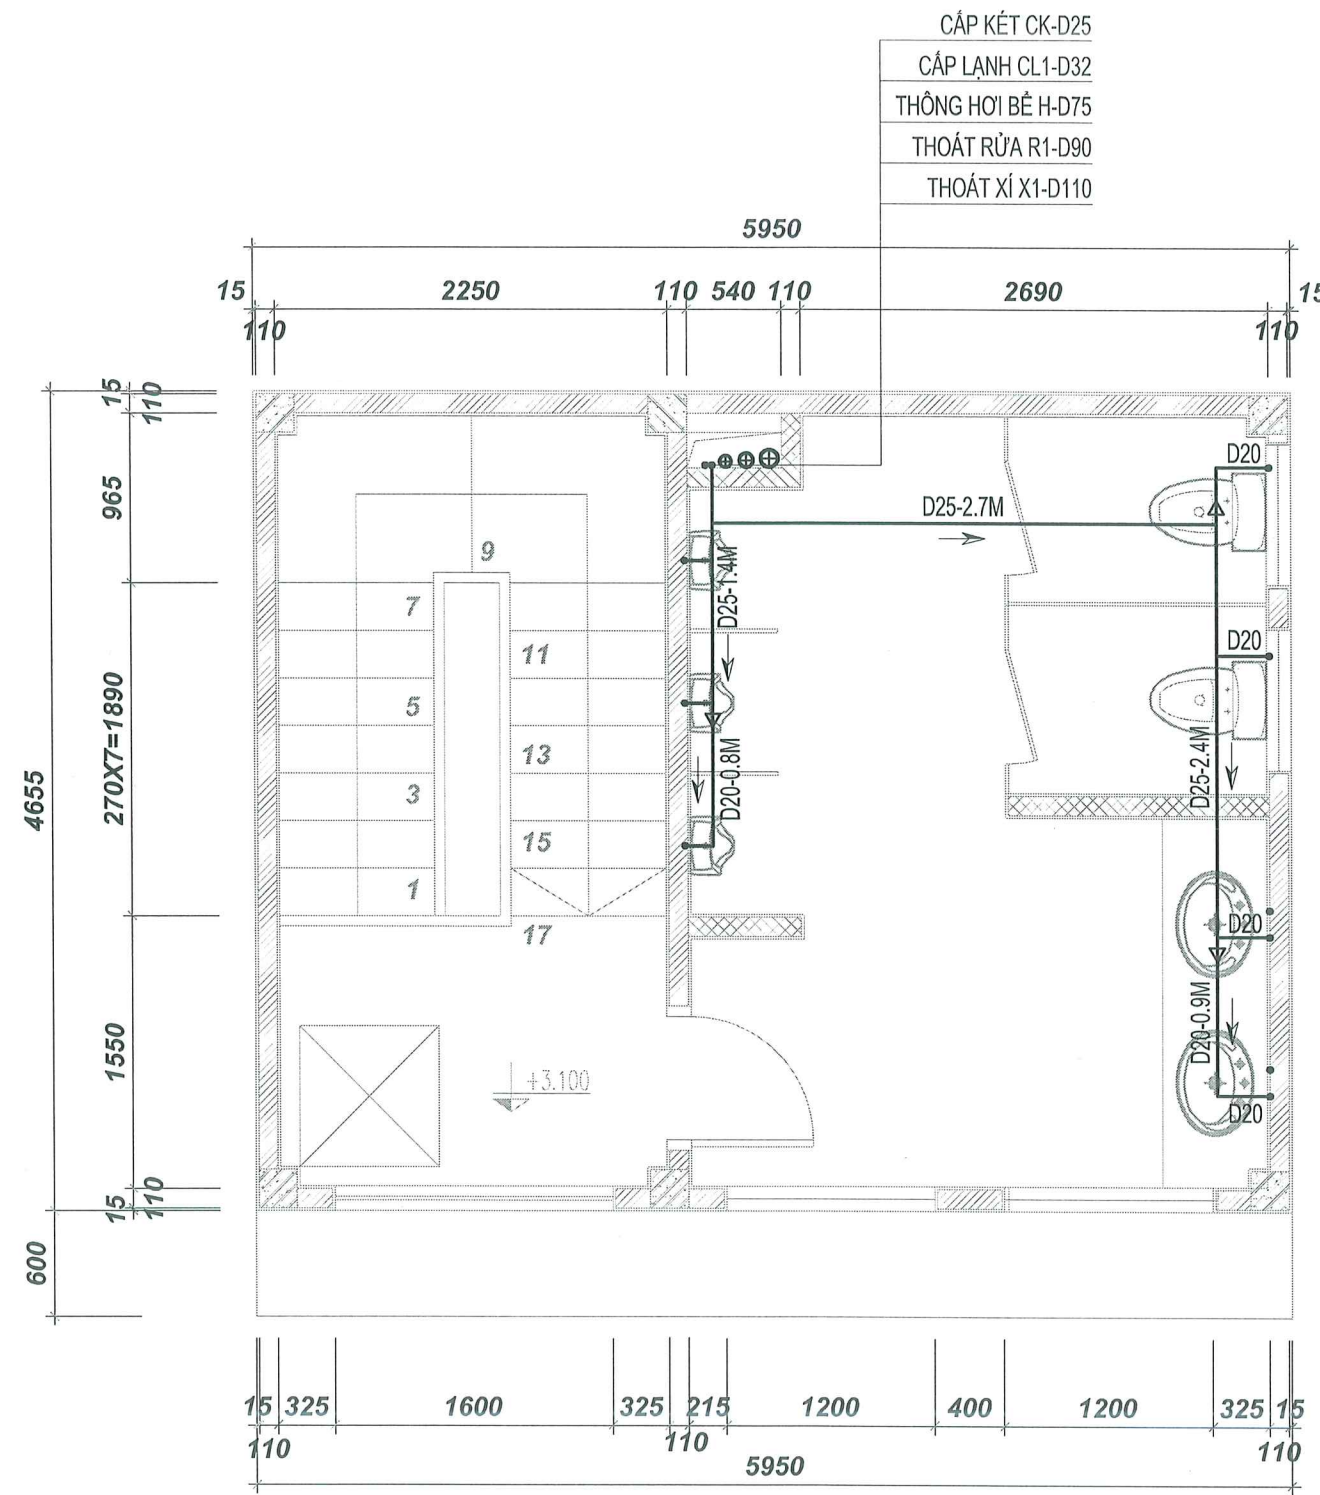 CẤP KÉT CK-D25
CẤP LẠNH CL1-D32
THÔNG HƠI BỂ H-D75
THOÁT RỬA R1-D90
THOÁT XÍ X1-D110
5950
15 2250 110 540 110 2690 15
110 110
15
110
965
270X7=1890
1550
15
110
4655
600
D20
D25-2.7M
D25-1.4M
D20
D25-2.4M
D20-0.8M
D20
D20-0.9M
D20
9
7
11
5
13
3
15
1
17
+3.100
15 325 1600 325 215 1200 400 1200 325 15
110 110 110
5950